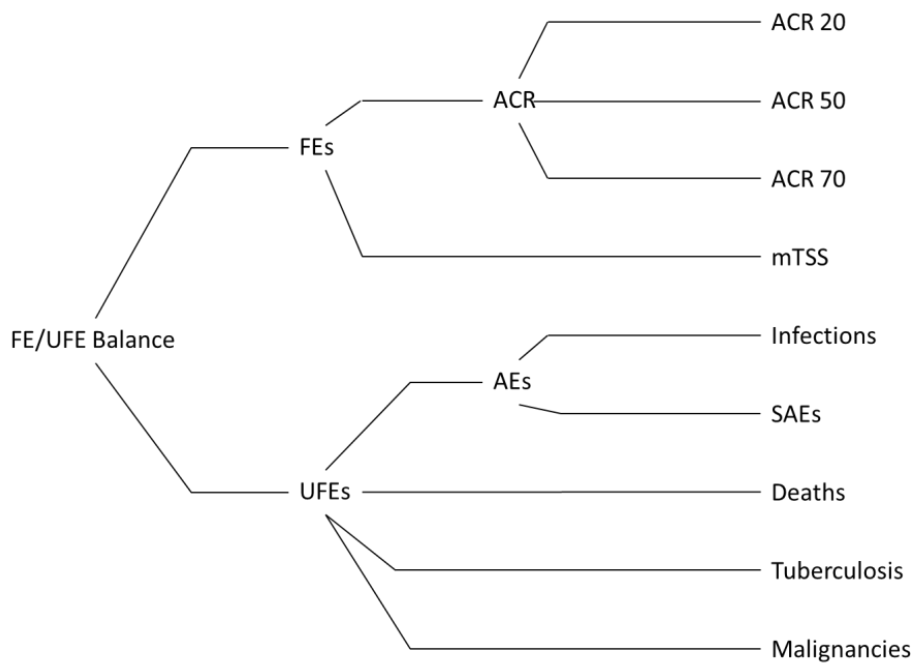 ACR 20
ACR
ACR 50
FEs
ACR 70
mTSS
FE/UFE Balance
Infections
AEs
SAEs
UFEs
Deaths
Tuberculosis
Malignancies